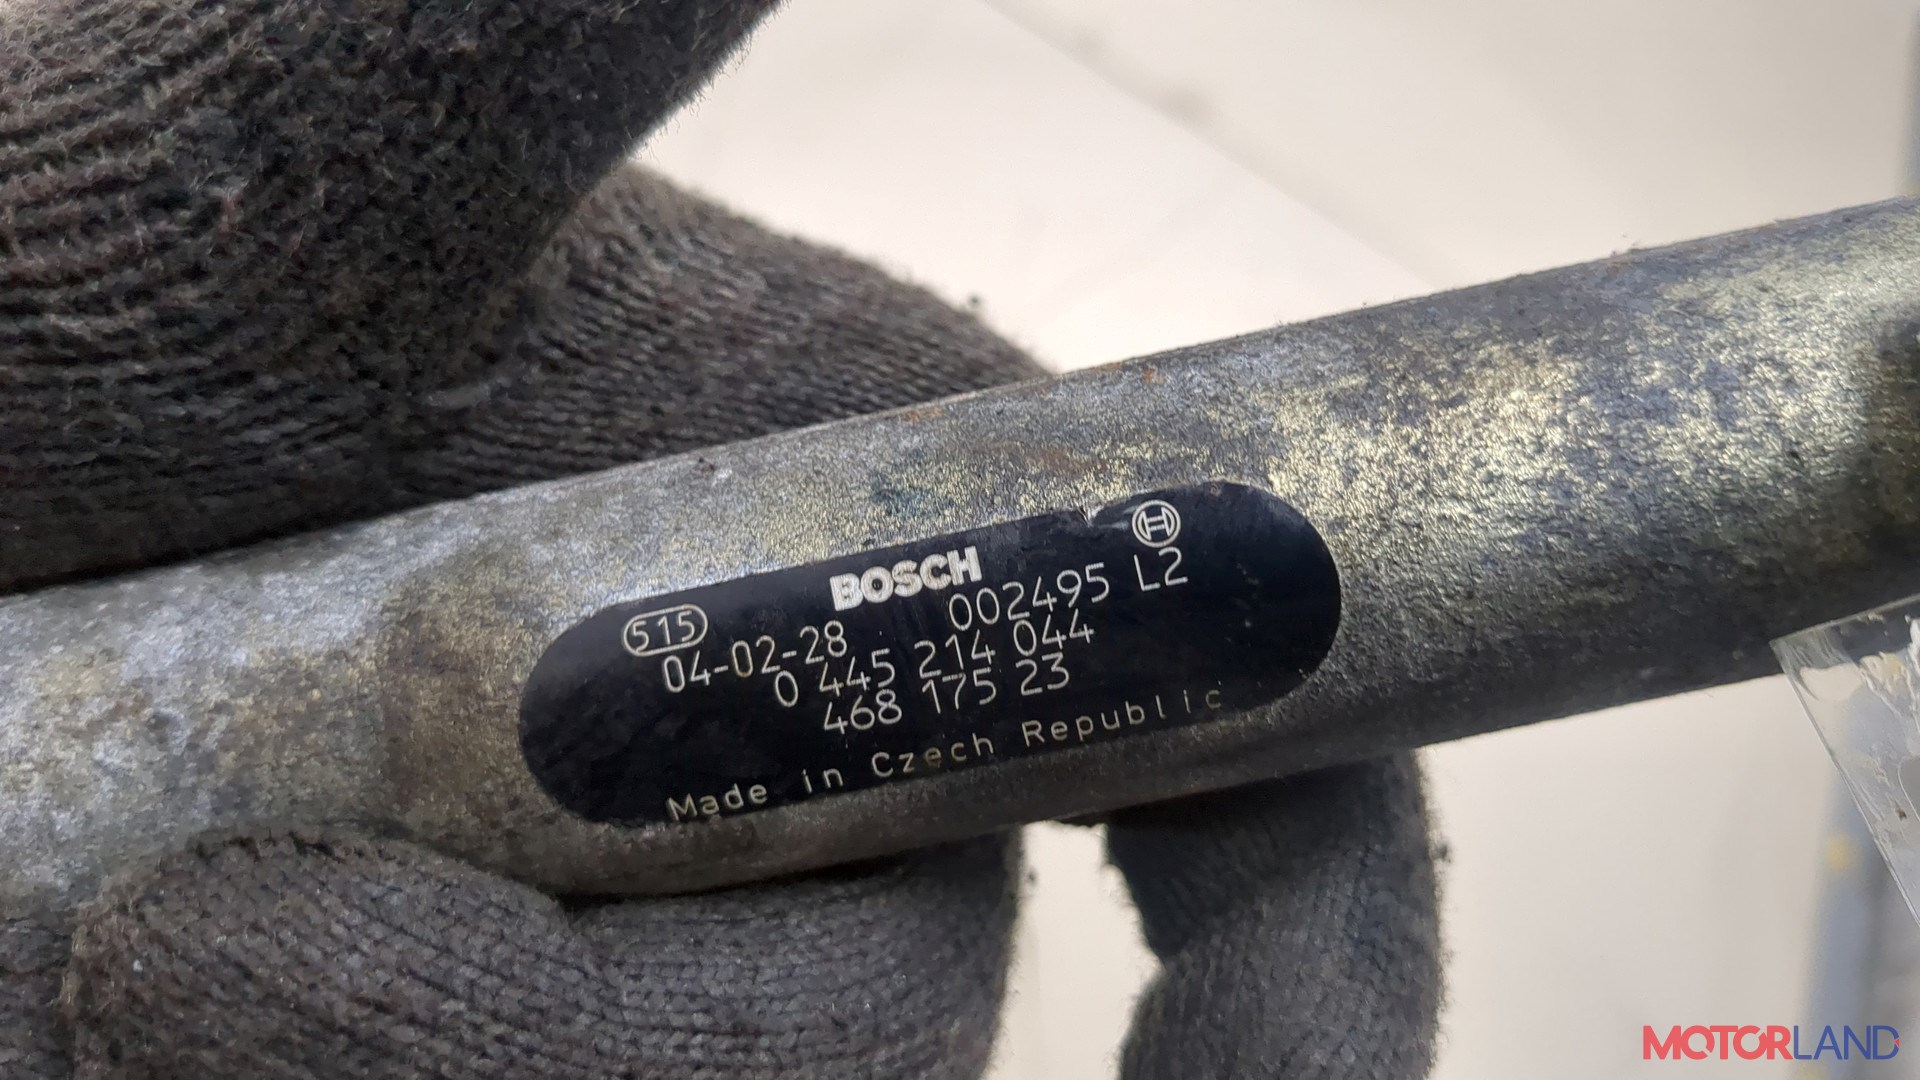 BOSCH
515
04-02-28 002495 L2
0 445 214 044
468 175 23
Made in Czech Republic
MOTORLAND